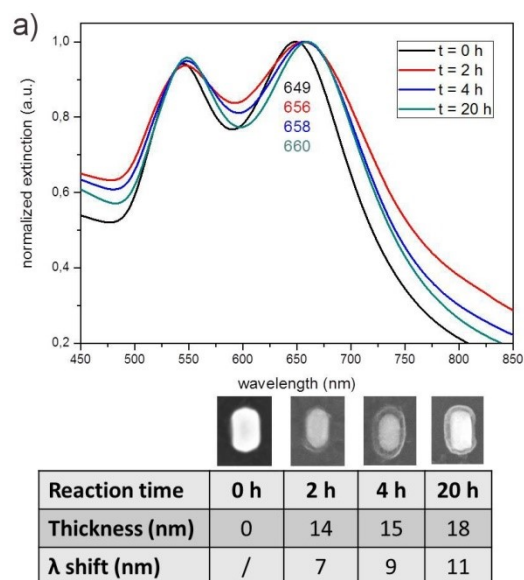 a)
1,0
0,8
0,6
0,4
0,2
normalized extinction (a.u.)
t = 0 h
t = 2 h
t = 4 h
t = 20 h
649
656
658
660
450 500 550 600 650 700 750 800 850
wavelength (nm)
Reaction time 0 h 2 h 4 h 20 h
Thickness (nm) 0 14 15 18
λ shift (nm) / 7 9 11